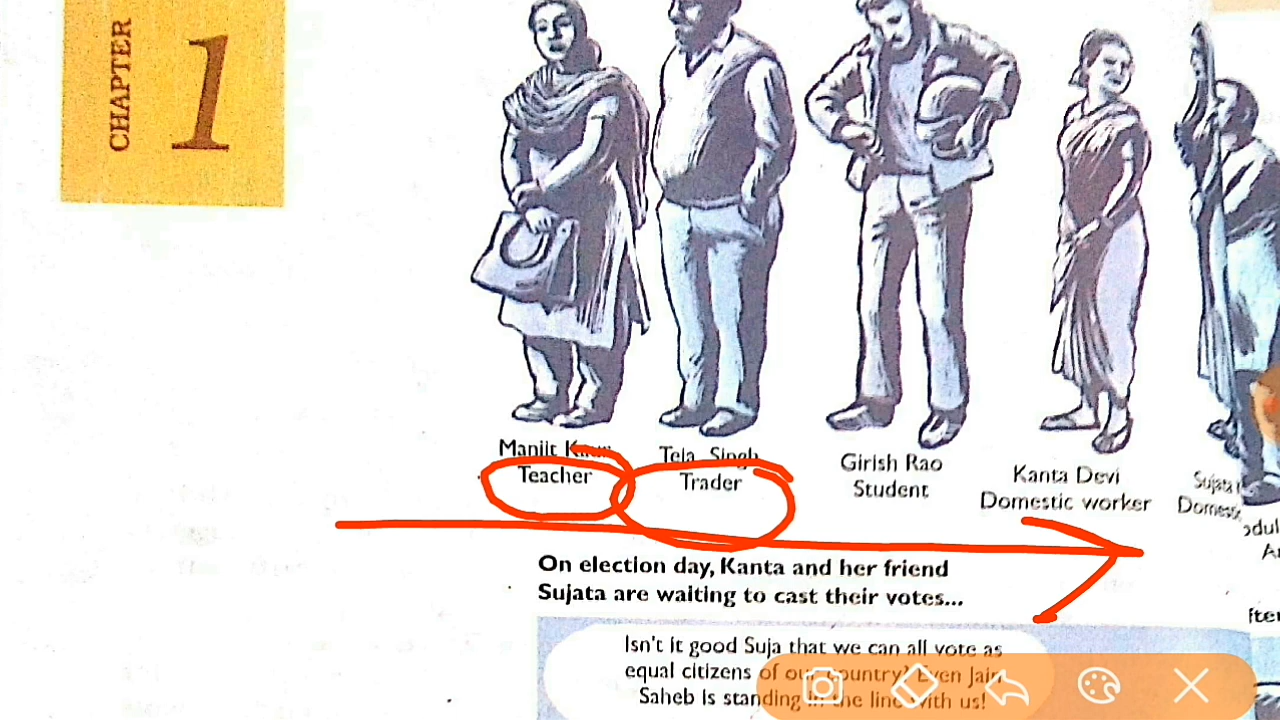 CHAPTER
1
Manjit Kaur
Teacher
Teja Singh
Trader
Girish Rao
Student
Kanta Devi
Domestic worker
Sujata
On election day, Kanta and her friend
Sujata are waiting to cast their votes...
Isn't it good Suja that we can all vote as
equal citizens of our country? Even Jain
Saheb is standing in the line with us!